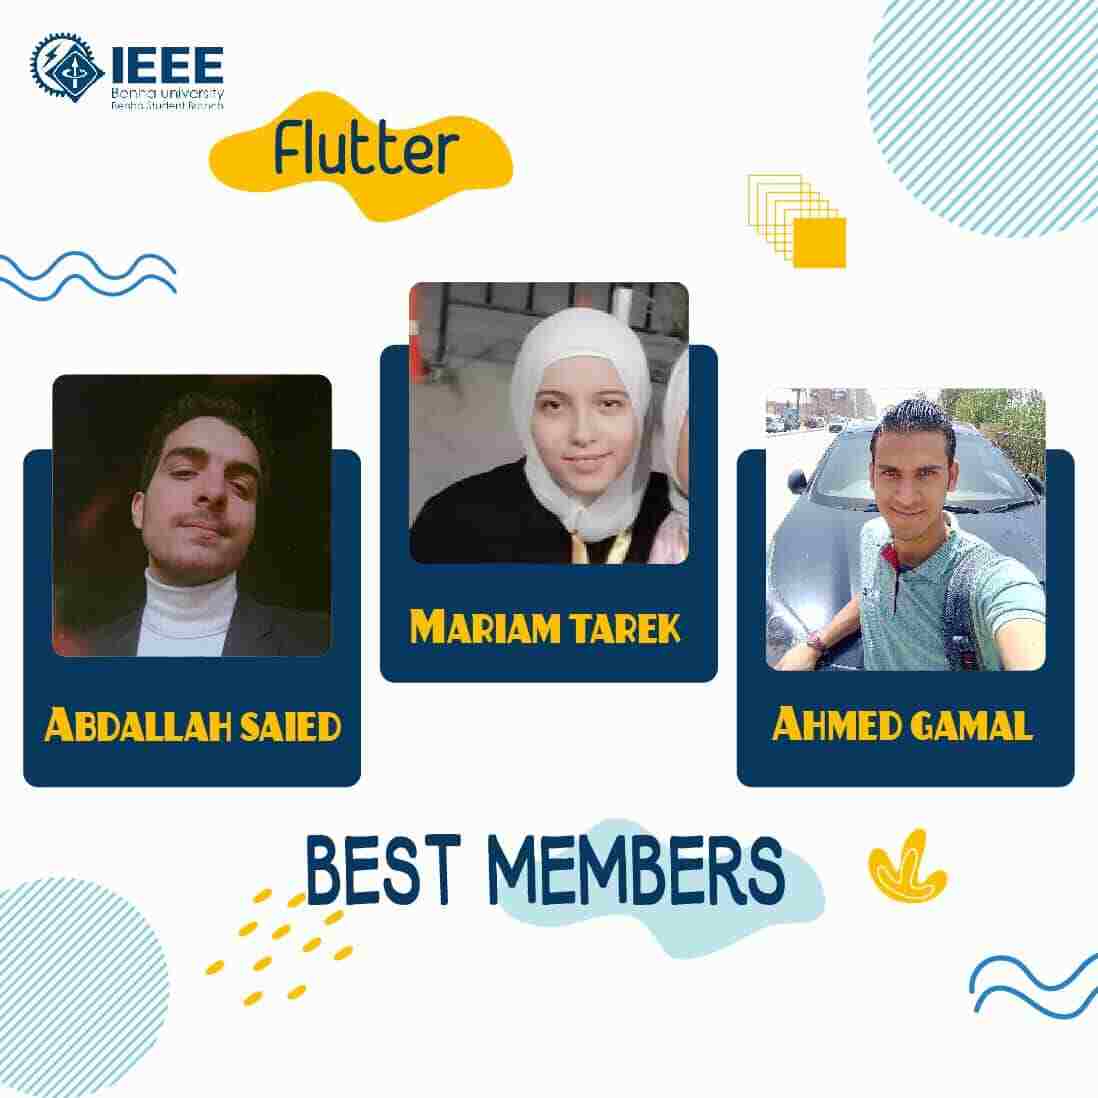 IEEE
Benha university
Benha Student Branch
Flutter
MARIAM TAREK
ABDALLAH SAIED
AHMED GAMAL
BEST MEMBERS